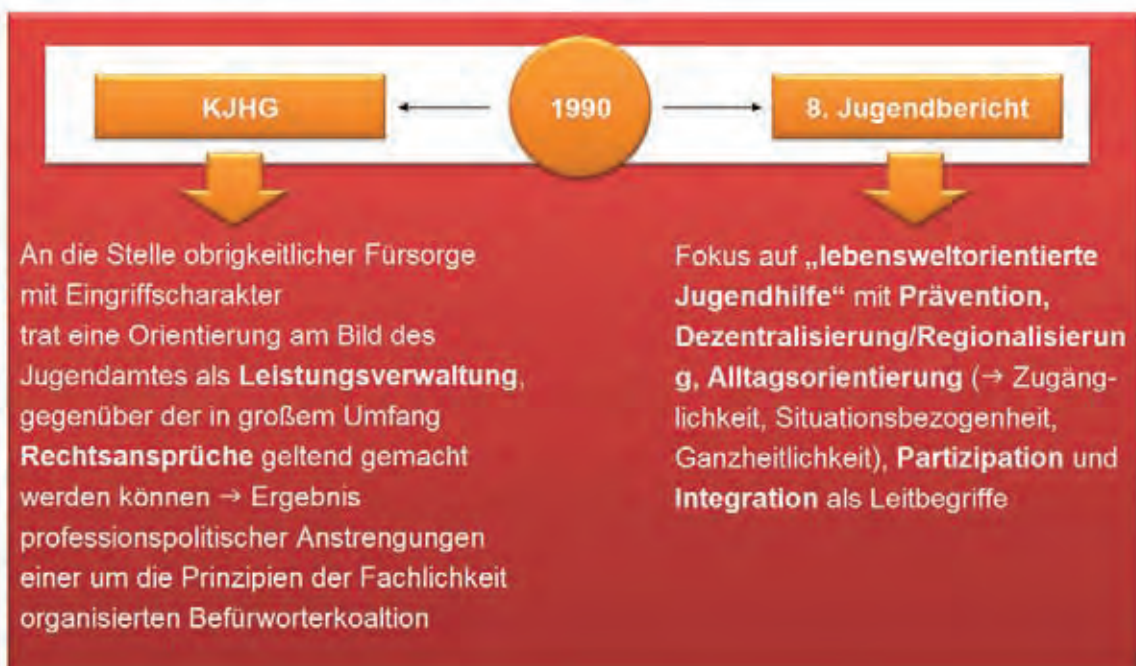 KJHG
1990
8. Jugendbericht
An die Stelle obrigkeitlicher Fürsorge
mit Eingriffscharakter
trat eine Orientierung am Bild des
Jugendamtes als Leistungsverwaltung,
gegenüber der in großem Umfang
Rechtsansprüche geltend gemacht
werden können → Ergebnis
professionspolitischer Anstrengungen
einer um die Prinzipien der Fachlichkeit
organisierten Befürworterkoaltion
Fokus auf „lebensweltorientierte
Jugendhilfe“ mit Prävention,
Dezentralisierung/Regionalisierun
g, Alltagsorientierung (→ Zugäng-
lichkeit, Situationsbezogenheit,
Ganzheitlichkeit), Partizipation und
Integration als Leitbegriffe